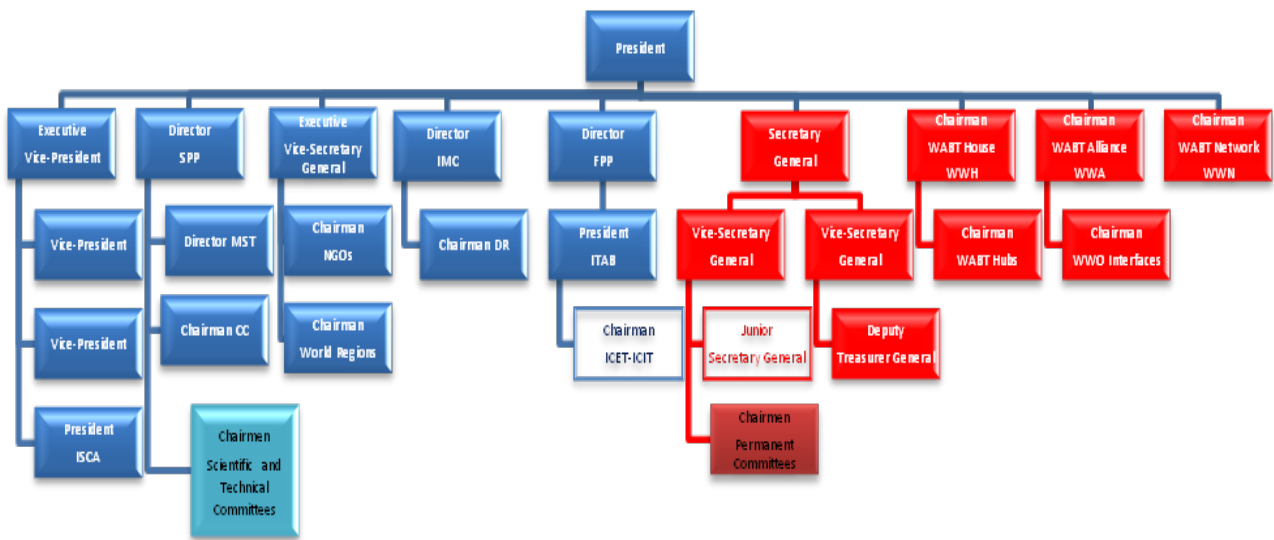 President
Executive
Vice-President
Director
SPP
Executive
Vice-Secretary
General
Director
IMC
Director
FPP
Secretary
General
Chairman
WABT House
WWH
Chairman
WABT Alliance
WWA
Chairman
WABT Network
WWN
Vice-President
Director MST
Chairman
NGOs
Chairman DR
President
ITAB
Vice-Secretary
General
Vice-Secretary
General
Chairman
WABT Hubs
Chairman
WWO Interfaces
Vice-President
Chairman CC
Chairman
World Regions
Chairman
ICET-ICIT
Junior
Secretary General
Deputy
Treasurer General
President
ISCA
Chairmen
Scientific and
Technical
Committees
Chairmen
Permanent
Committees